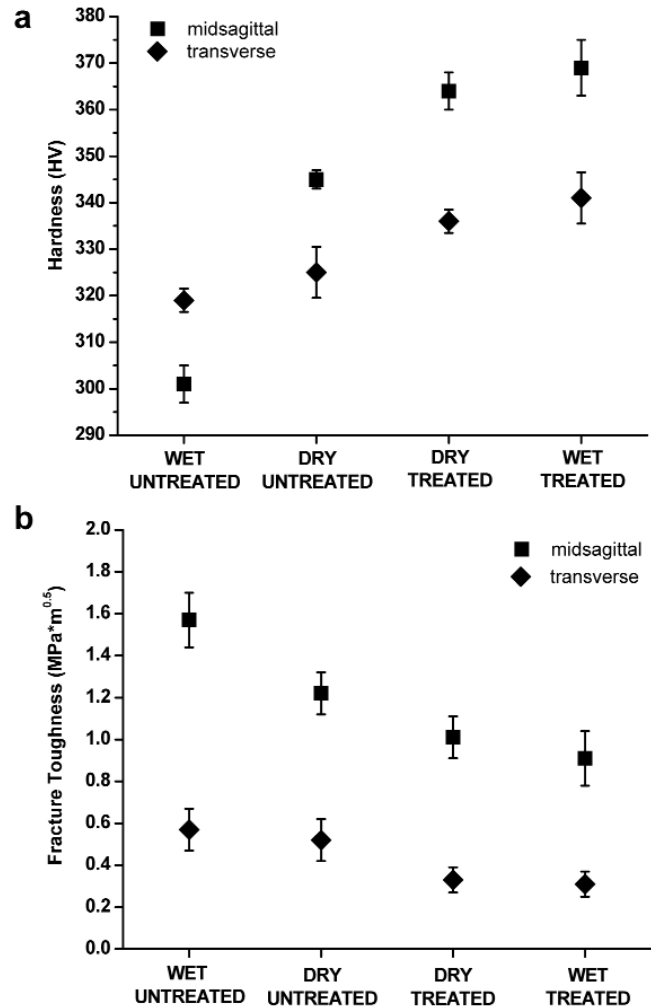 a
midsagittal
transverse
Hardness (HV)
380
370
360
350
340
330
320
310
300
290
WET UNTREATED
DRY UNTREATED
DRY TREATED
WET TREATED
b
midsagittal
transverse
Fracture Toughness (MPa*m^0.5)
2.0
1.8
1.6
1.4
1.2
1.0
0.8
0.6
0.4
0.2
0.0
WET UNTREATED
DRY UNTREATED
DRY TREATED
WET TREATED